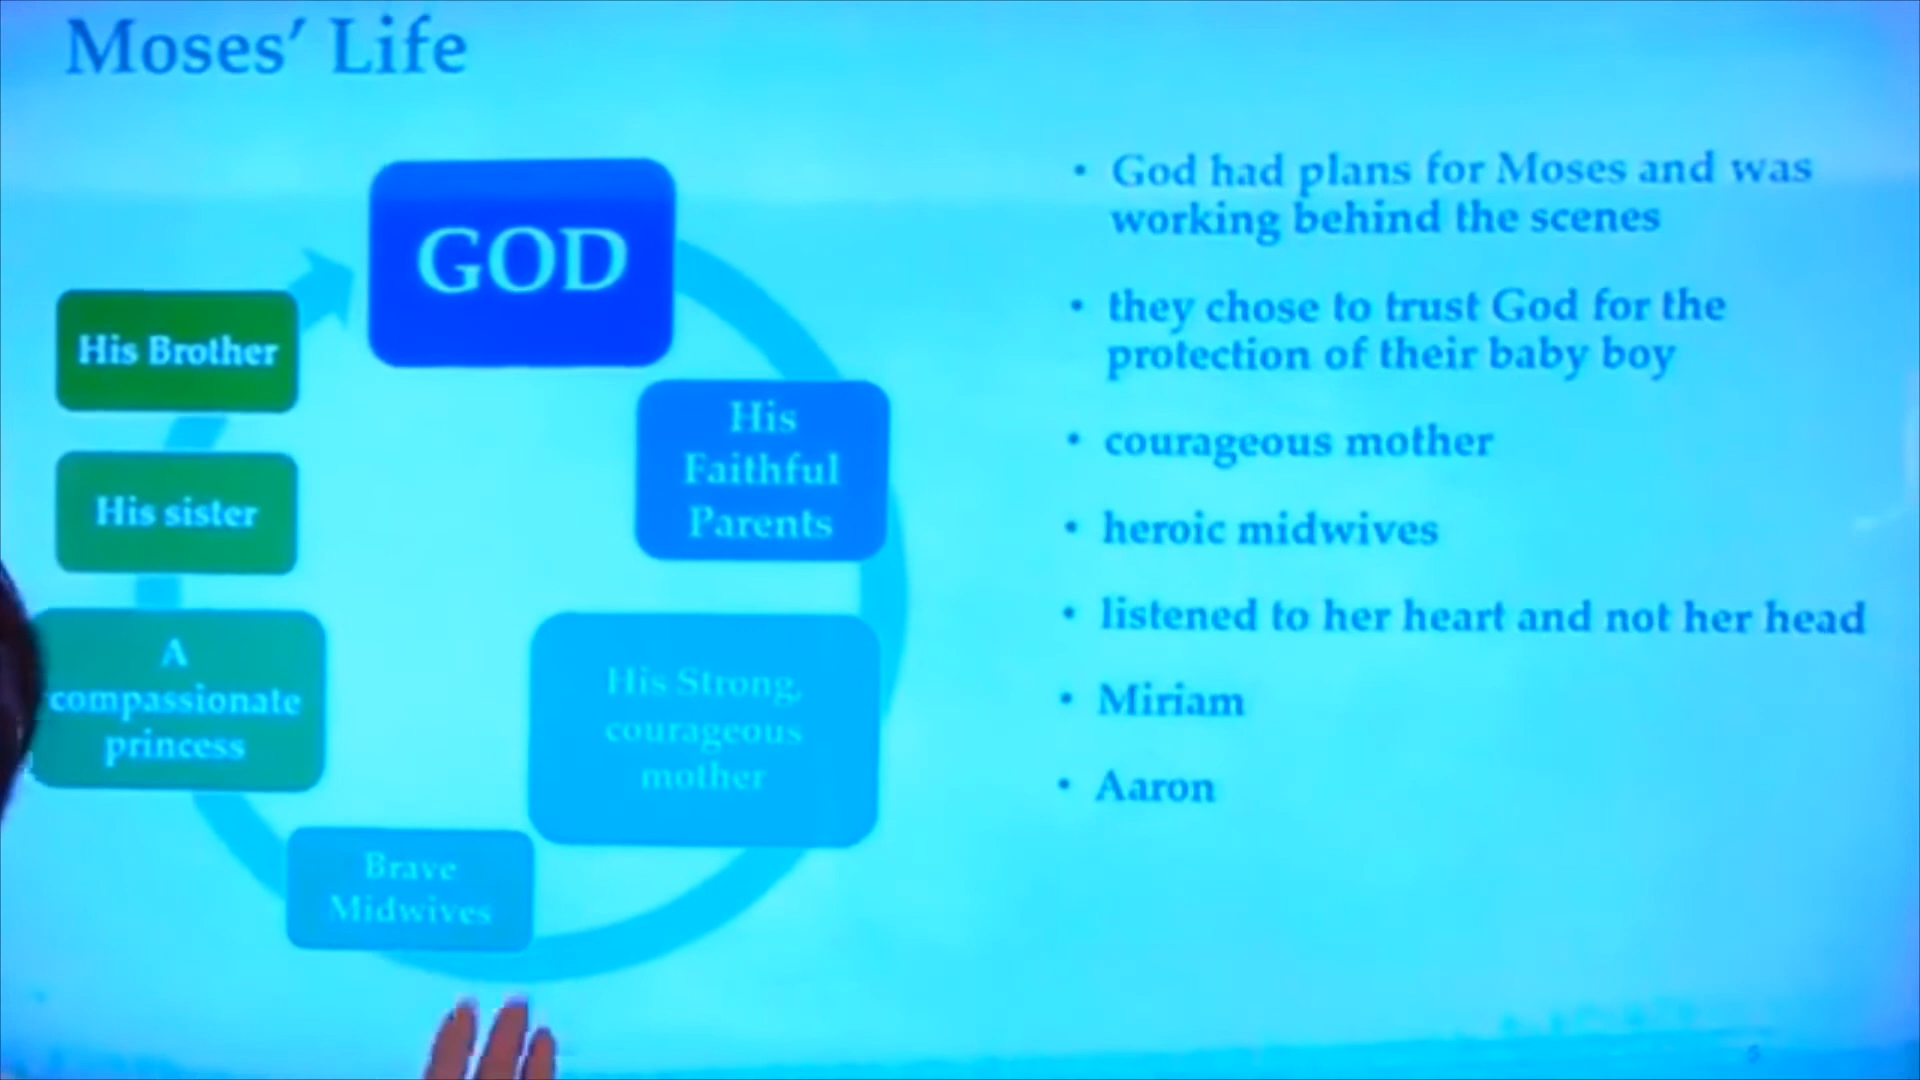 Moses' Life
GOD
His
Faithful
Parents
His Strong,
courageous
mother
Brave
Midwives
A
compassionate
princess
His sister
His Brother
• God had plans for Moses and was
working behind the scenes
• they chose to trust God for the
protection of their baby boy
• courageous mother
• heroic midwives
• listened to her heart and not her head
• Miriam
• Aaron